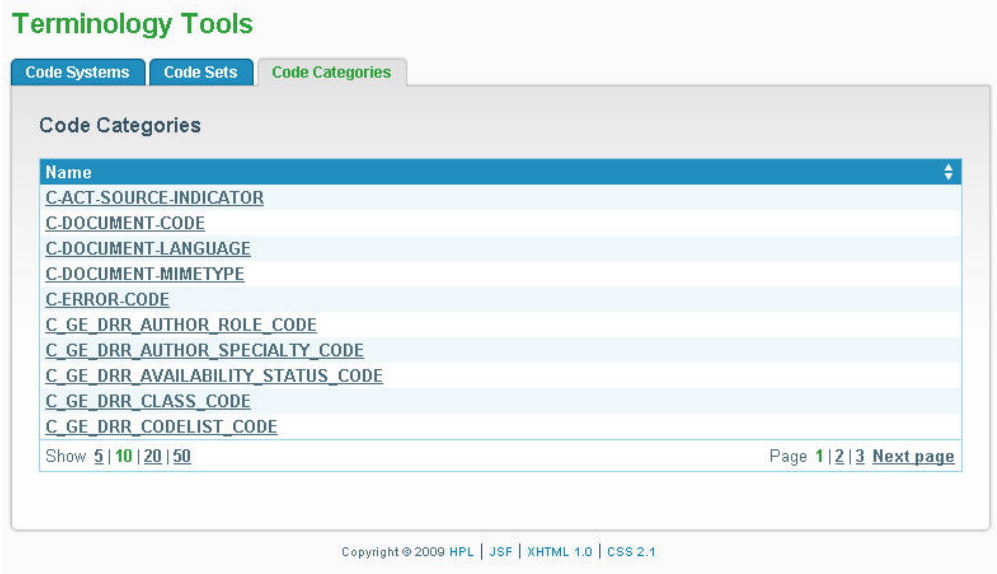 Terminology Tools
Code Systems Code Sets Code Categories
Code Categories
Name
C-ACT-SOURCE-INDICATOR
C-DOCUMENT-CODE
C-DOCUMENT-LANGUAGE
C-DOCUMENT-MIMETYPE
C-ERROR-CODE
C_GE_DRR_AUTHOR_ROLE_CODE
C_GE_DRR_AUTHOR_SPECIALTY_CODE
C_GE_DRR_AVAILABILITY_STATUS_CODE
C_GE_DRR_CLASS_CODE
C_GE_DRR_CODELIST_CODE
Show 5 | 10 | 20 | 50 Page 1 | 2 | 3 Next page
Copyright © 2009 HPL | JSF | XHTML 1.0 | CSS 2.1